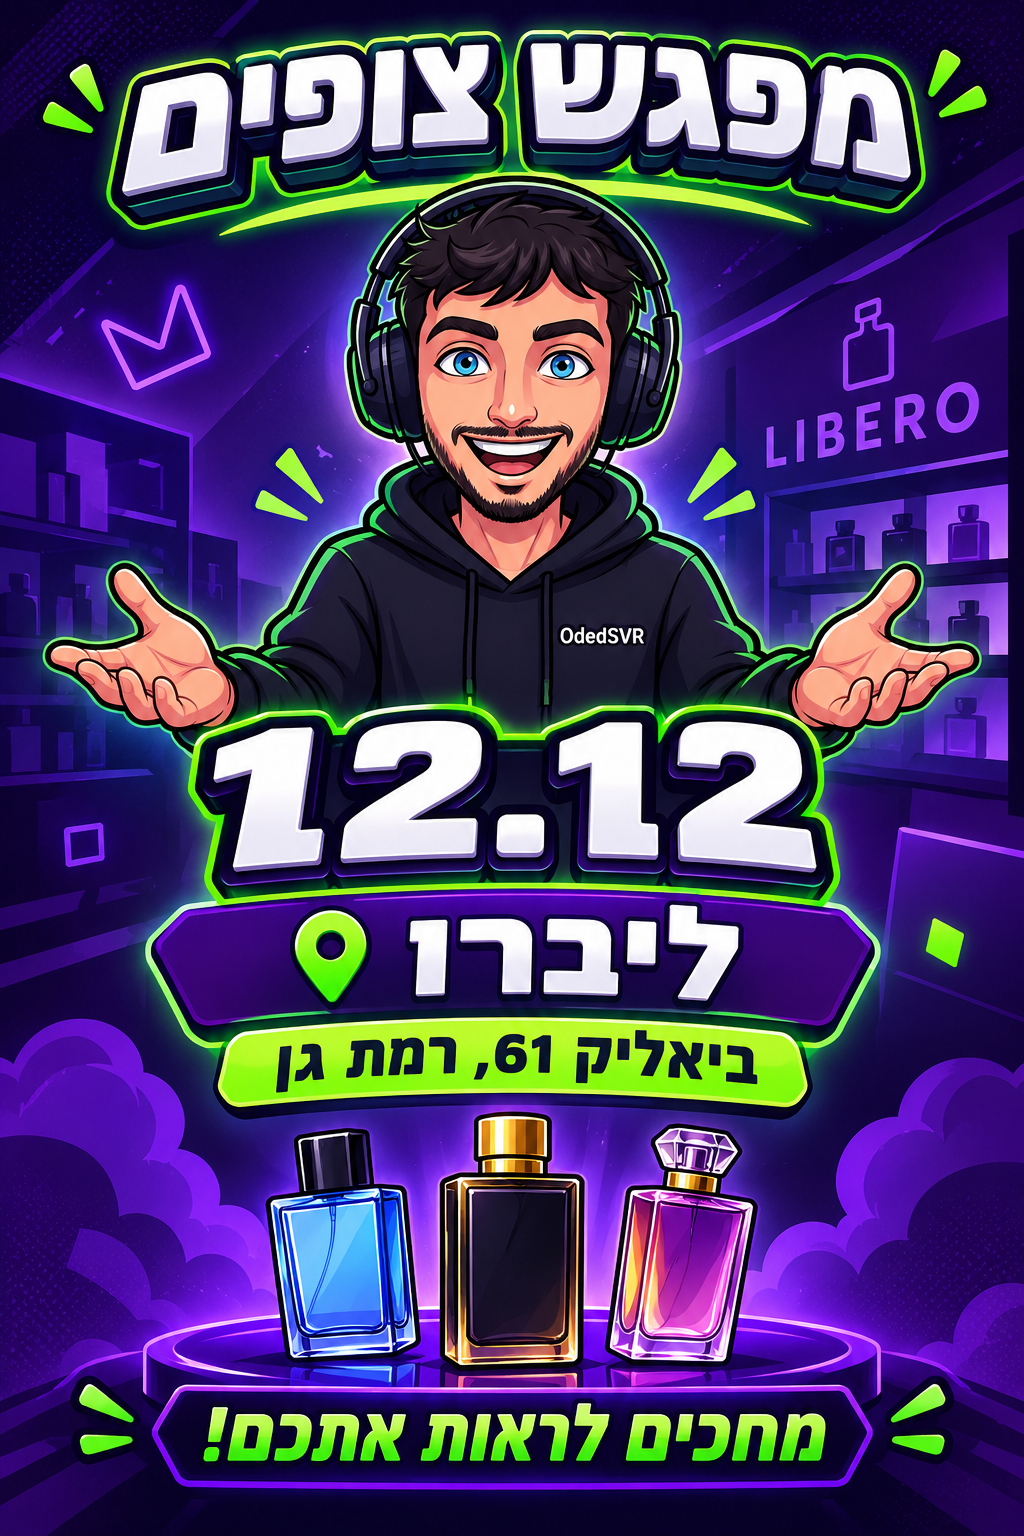 מפגש צופים
LIBERO
OdedSVR
12.12
ליברו
ביאליק 61, רמת גן
מחכים לראות אתכם!